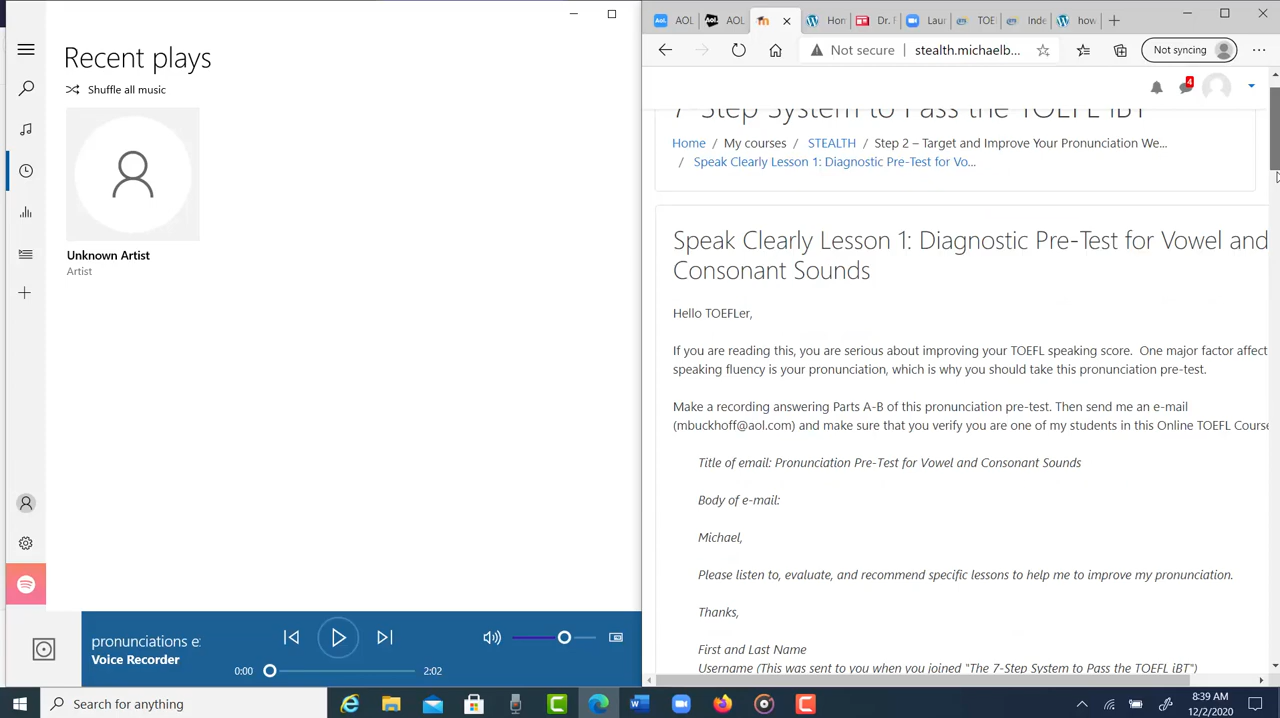 Recent plays
Shuffle all music
Unknown Artist
Artist
pronunciations e
Voice Recorder
0:00
2:02
AOL
AOL
Hor
Dr. I
Laur
TOE
Inde
how
Not secure
stealth.michaelb...
Not syncing
4
7-Step System to Pass the TOEFL iBT
Home / My courses / STEALTH / Step 2 – Target and Improve Your Pronunciation We...
/ Speak Clearly Lesson 1: Diagnostic Pre-Test for Vo...
Speak Clearly Lesson 1: Diagnostic Pre-Test for Vowel and
Consonant Sounds
Hello TOEFLer,
If you are reading this, you are serious about improving your TOEFL speaking score. One major factor affect
speaking fluency is your pronunciation, which is why you should take this pronunciation pre-test.
Make a recording answering Parts A-B of this pronunciation pre-test. Then send me an e-mail
(mbuckhoff@aol.com) and make sure that you verify you are one of my students in this Online TOEFL Course
Title of email: Pronunciation Pre-Test for Vowel and Consonant Sounds
Body of e-mail:
Michael,
Please listen to, evaluate, and recommend specific lessons to help me to improve my pronunciation.
Thanks,
First and Last Name
Username (This was sent to you when you joined "The 7-Step System to Pass the TOEFL iBT")
Search for anything
8:39 AM
12/2/2020